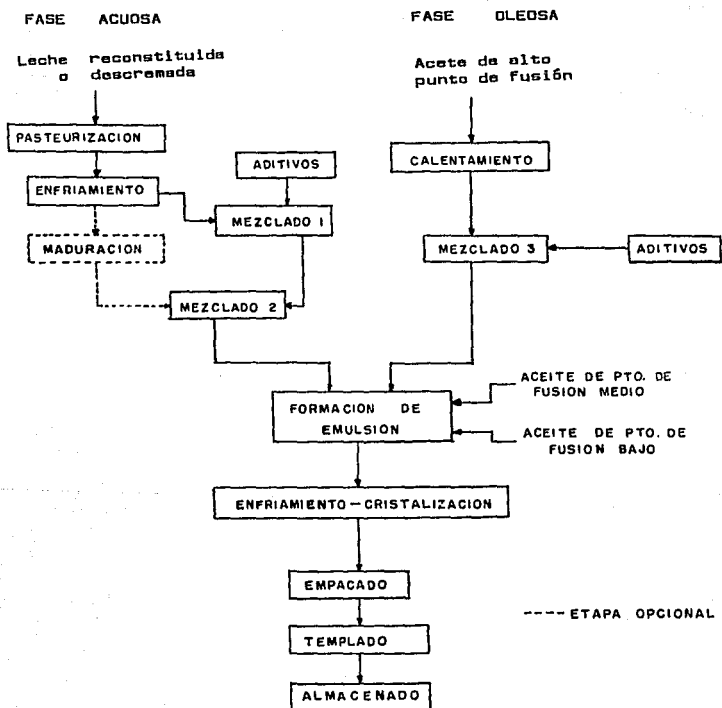 FASE ACUOSA
FASE OLEOSA
Leche reconstituida
o descremada
Acete de alto
punto de fusión
PASTEURIZACION
ENFRIAMIENTO
MADURACION
ADITIVOS
MEZCLADO 1
MEZCLADO 2
CALENTAMIENTO
MEZCLADO 3
ADITIVOS
FORMACION DE
EMULSION
ACEITE DE PTO. DE
FUSION MEDIO
ACEITE DE PTO. DE
FUSION BAJO
ENFRIAMIENTO-CRISTALIZACION
EMPACADO
TEMPLADO
ALMACENADO
---- ETAPA OPCIONAL